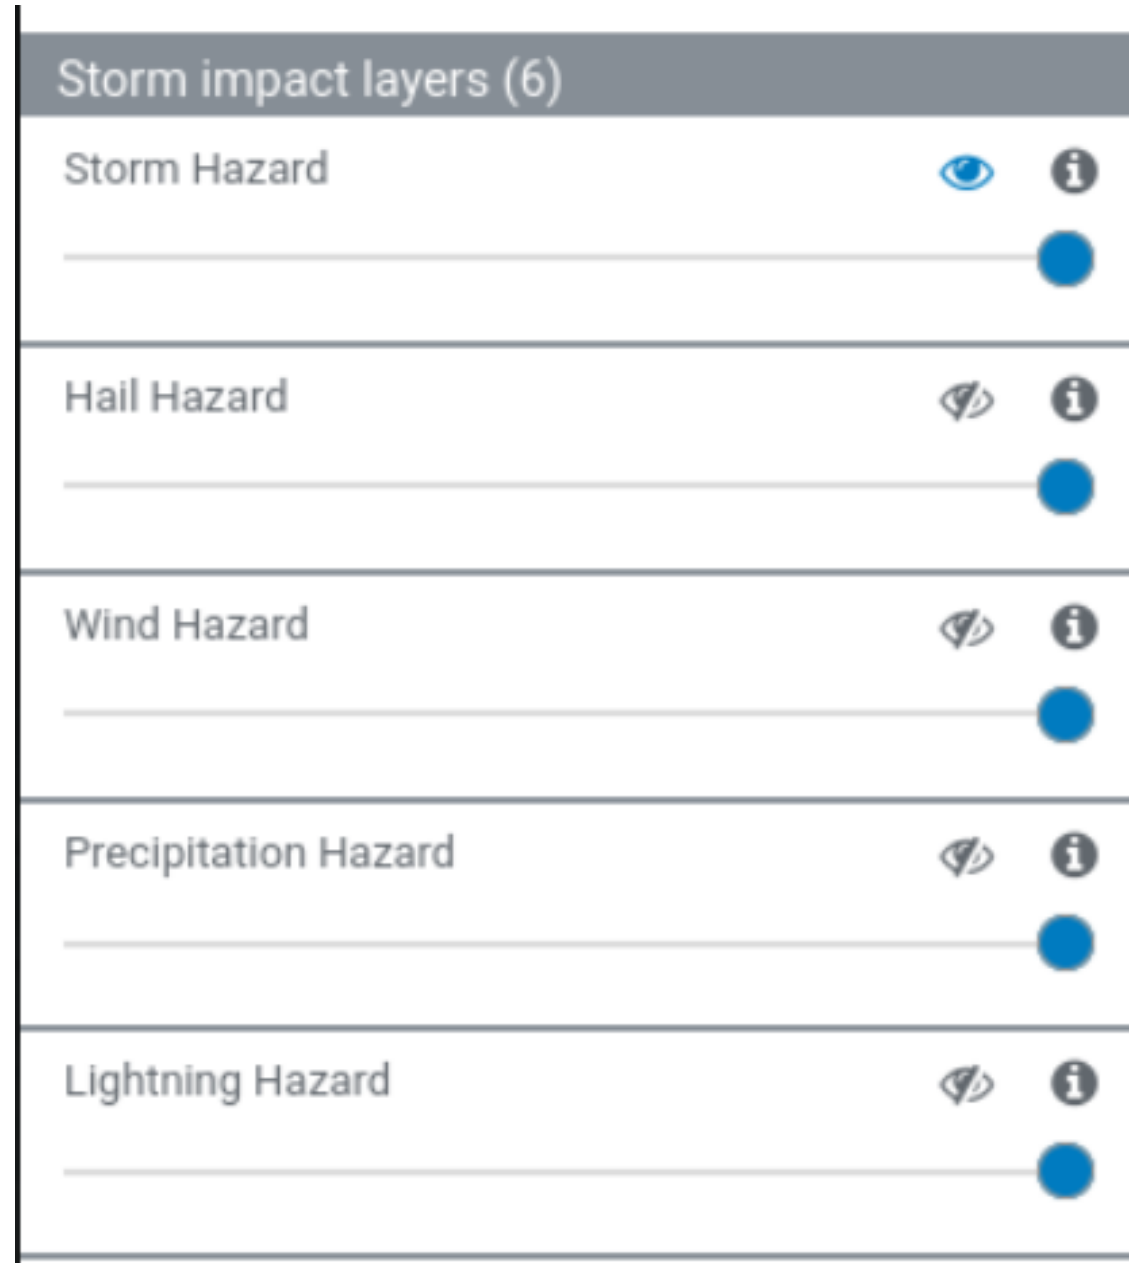 Storm impact layers (6)
Storm Hazard
Hail Hazard
Wind Hazard
Precipitation Hazard
Lightning Hazard